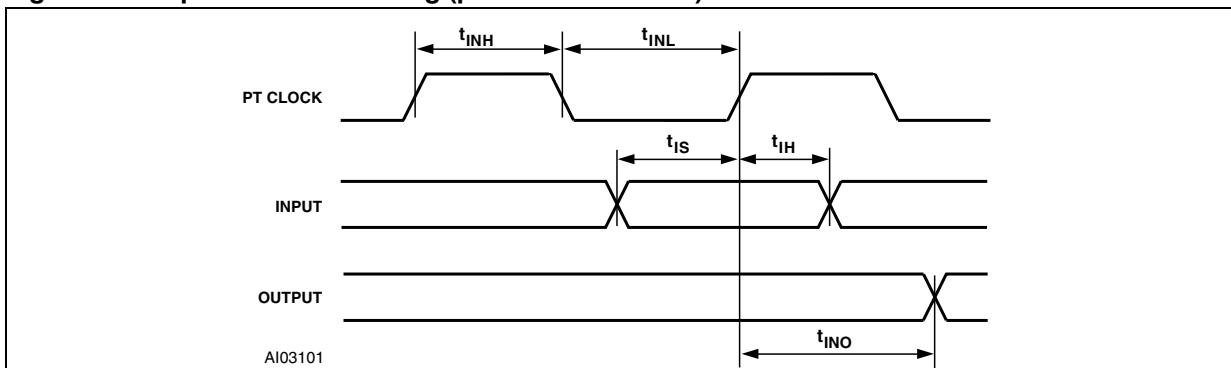 t_INH t_INL
PT CLOCK
t_IS t_IH
INPUT
OUTPUT
t_INO
AI03101